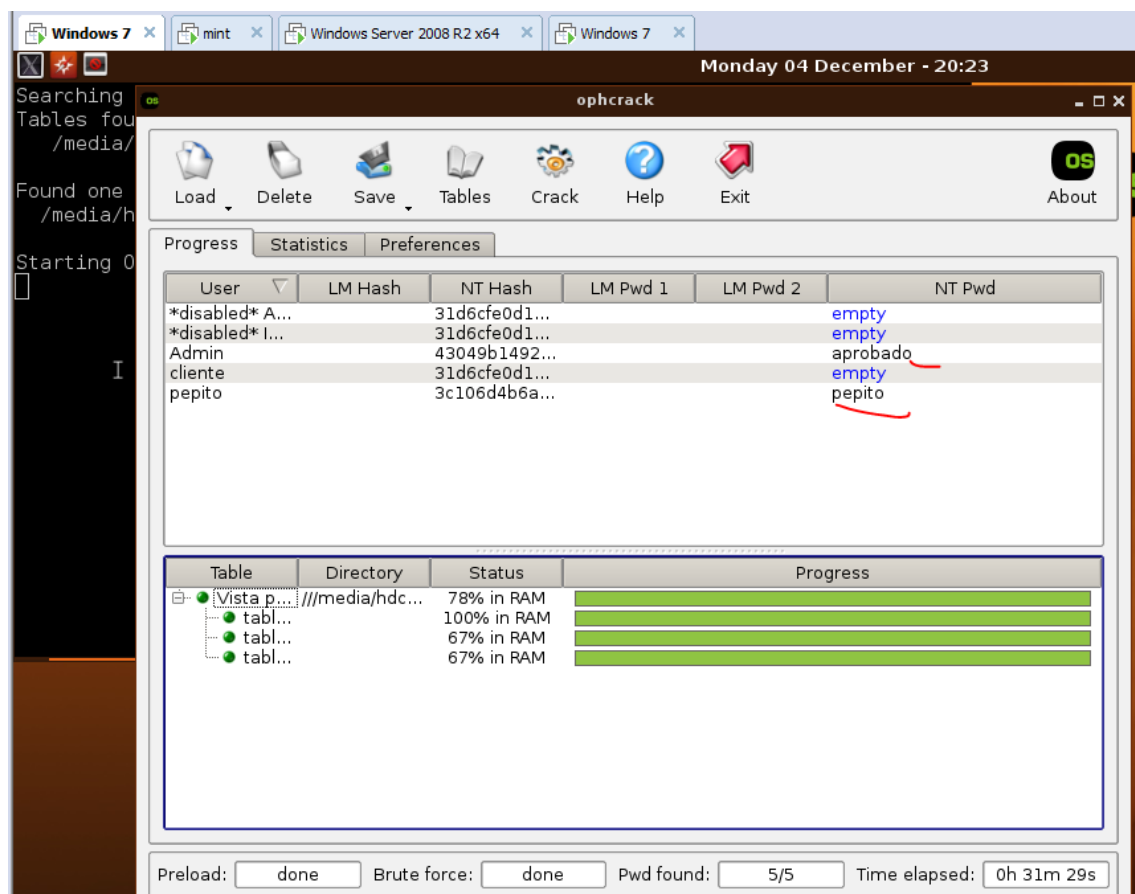 Windows 7 mint Windows Server 2008 R2 x64 Windows 7
Monday 04 December - 20:23
Searching
Tables fou
/media/
Found one
/media/h
Starting O
os ophcrack
Load Delete Save Tables Crack Help Exit OS About
Progress Statistics Preferences
User LM Hash NT Hash LM Pwd 1 LM Pwd 2 NT Pwd
*disabled* A... 31d6cfe0d1... empty
*disabled* I... 31d6cfe0d1... empty
Admin 43049b1492... aprobado
cliente 31d6cfe0d1... empty
pepito 3c106d4b6a... pepito
Table Directory Status Progress
Vista p... ///media/hdc... 78% in RAM
tabl... 100% in RAM
tabl... 67% in RAM
tabl... 67% in RAM
Preload: done Brute force: done Pwd found: 5/5 Time elapsed: 0h 31m 29s